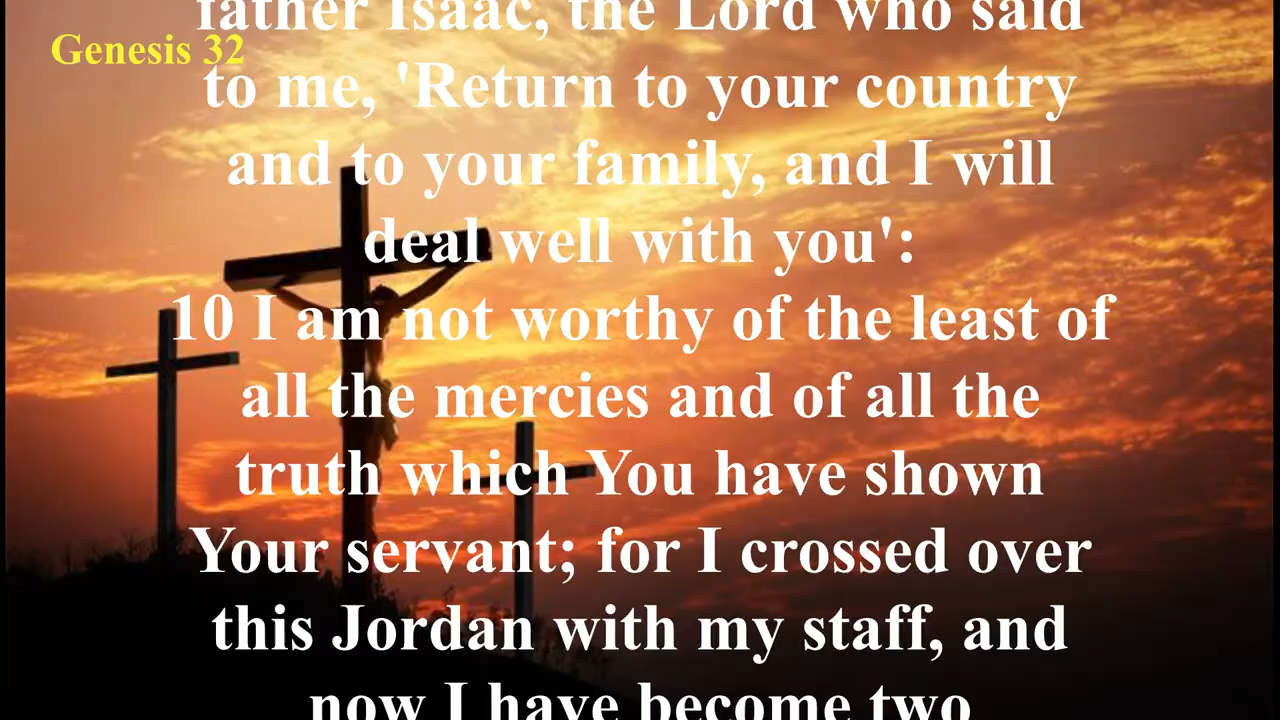 father Isaac, the Lord who said
Genesis 32
to me, 'Return to your country
and to your family, and I will
deal well with you':
10 I am not worthy of the least of
all the mercies and of all the
truth which You have shown
Your servant; for I crossed over
this Jordan with my staff, and
now I have become two